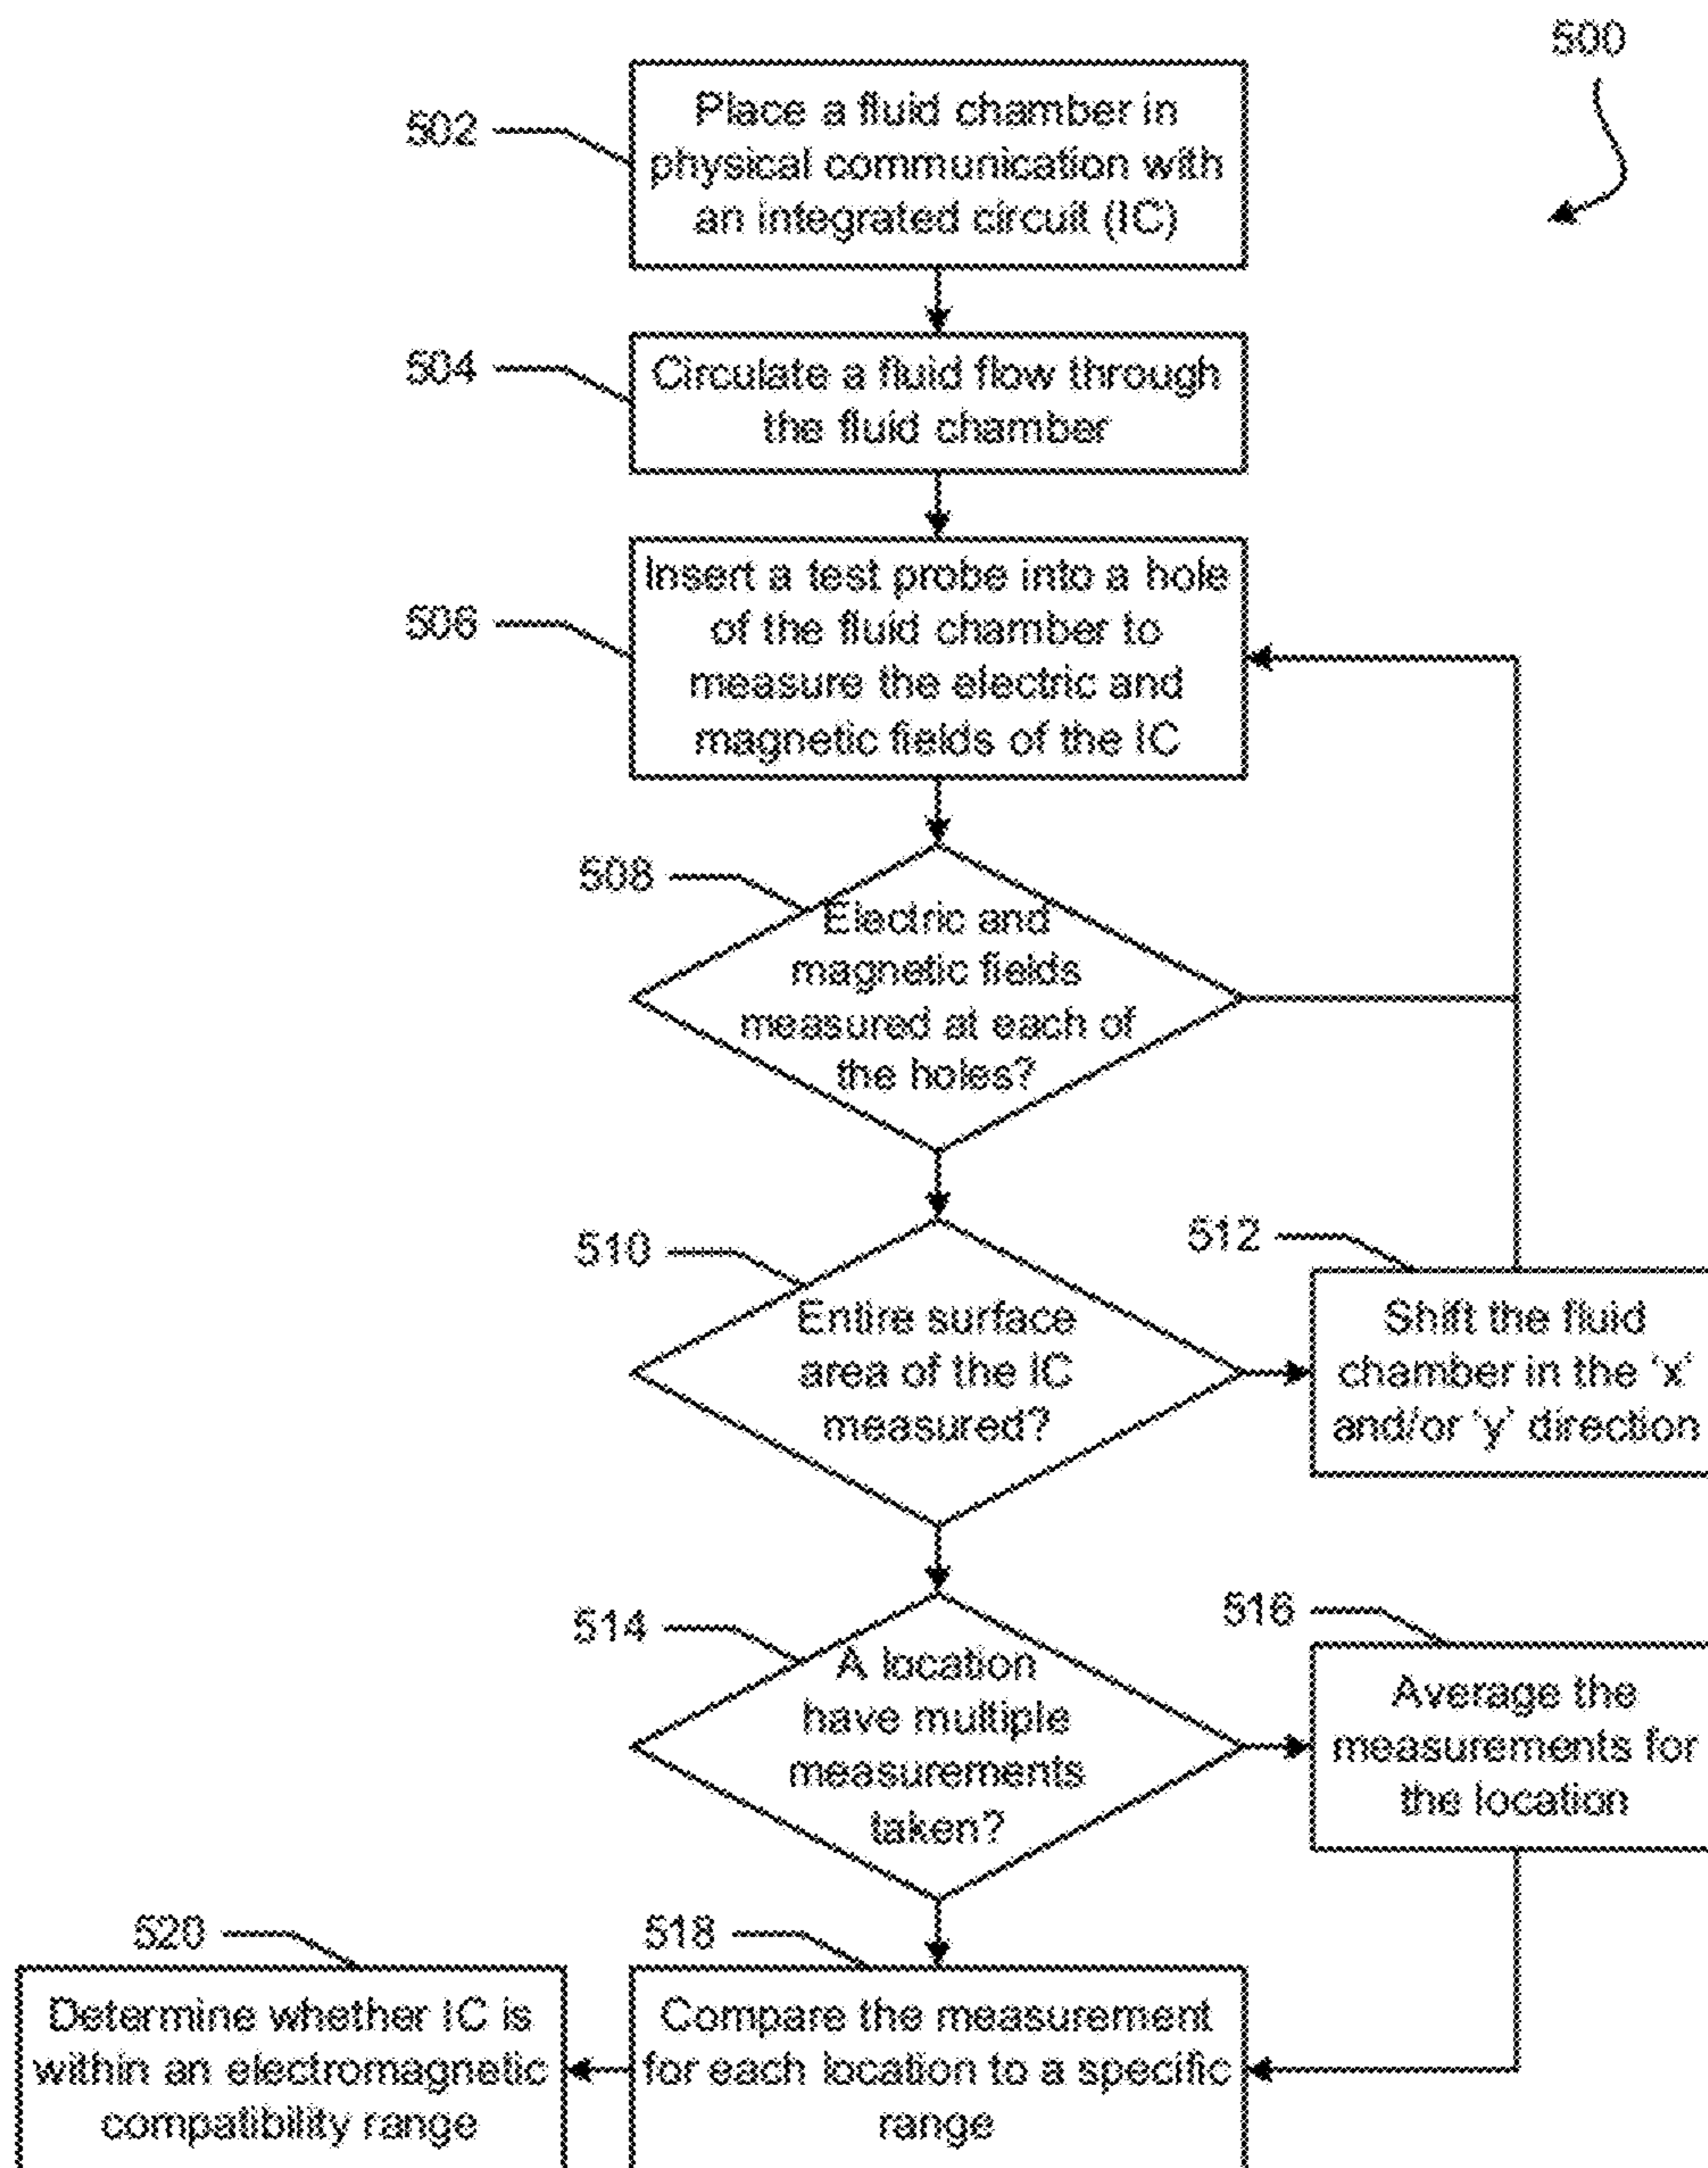 500
502
Place a fluid chamber in
physical communication with
an integrated circuit (IC)
504
Circulate a fluid flow through
the fluid chamber
506
Insert a test probe into a hole
of the fluid chamber to
measure the electric and
magnetic fields of the IC
508
Electric and
magnetic fields
measured at each of
the holes?
510
Entire surface
area of the IC
measured?
512
Shift the fluid
chamber in the ‘x’
and/or ‘y’ direction
514
A location
have multiple
measurements
taken?
516
Average the
measurements for
the location
518
Compare the measurement
for each location to a specific
range
520
Determine whether IC is
within an electromagnetic
compatibility range